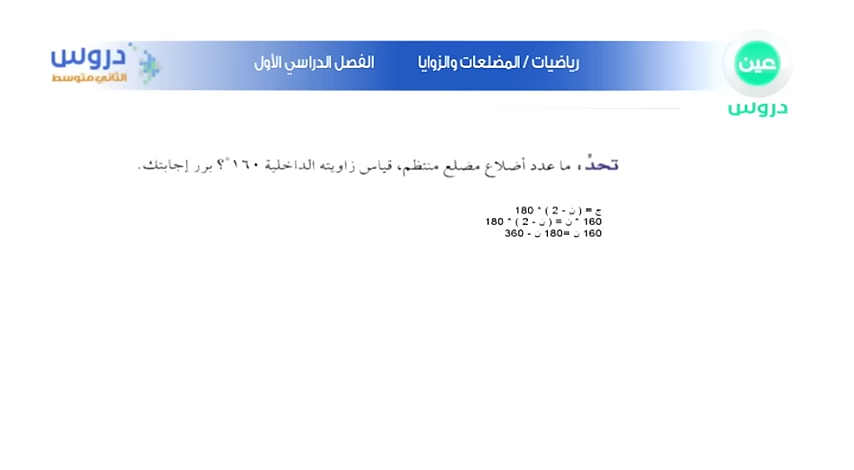 دروس
الثاني متوسط
رياضيات / المضلعات والزوايا
الفصل الدراسي الأول
عين
دروس
تحدٍّ: ما عدد أضلاع مضلع منتظم، قياس زاويته الداخلية ١٦٠°؟ برر إجابتك.
ج = ( ن - 2 ) * 180
160 * ن = ( ن - 2 ) * 180
160 ن =180 ن - 360